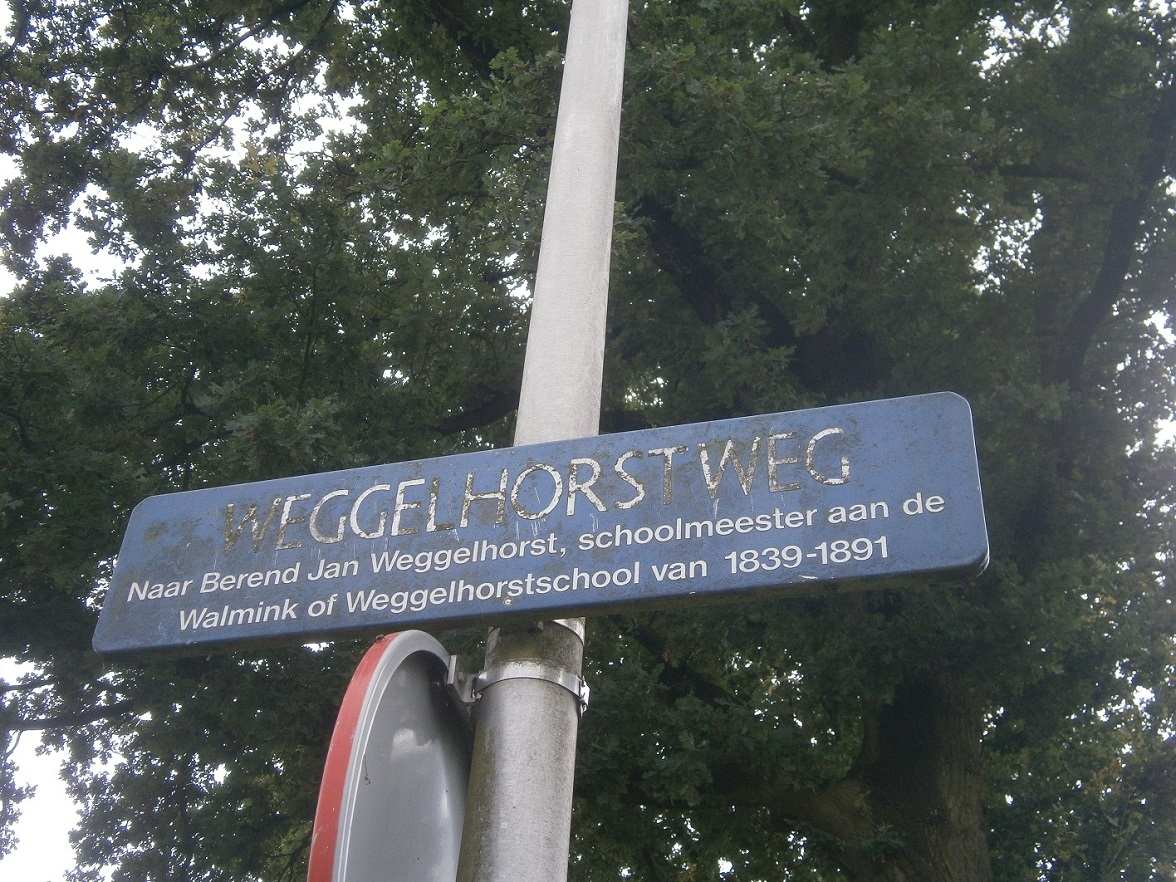 WEGGELHORSTWEG
Naar Berend Jan Weggelhorst, schoolmeester aan de
Walmink of Weggelhorstschool van 1839-1891